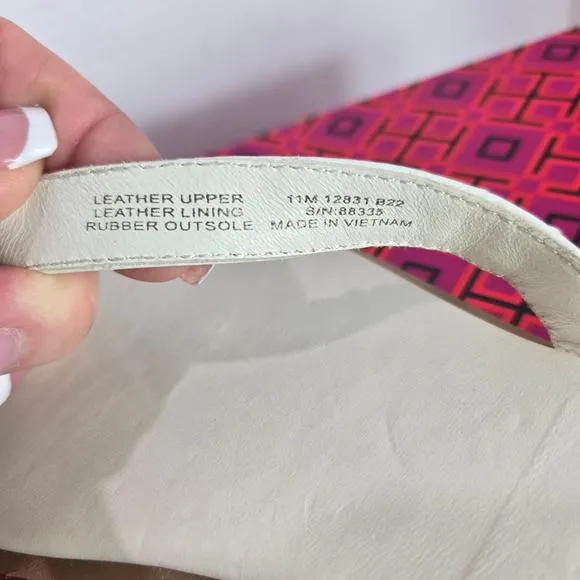 LEATHER UPPER
LEATHER LINING
RUBBER OUTSOLE
11M 12831 B22
S/N:88335
MADE IN VIETNAM